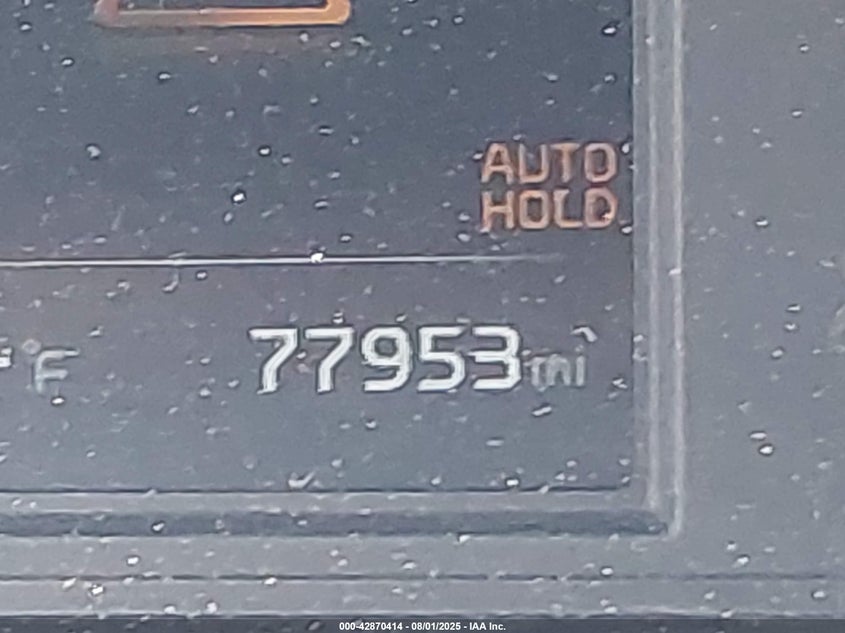 AUTO
HOLD
°F
77953 mi
000-42870414 - 08/01/2025 - IAA Inc.